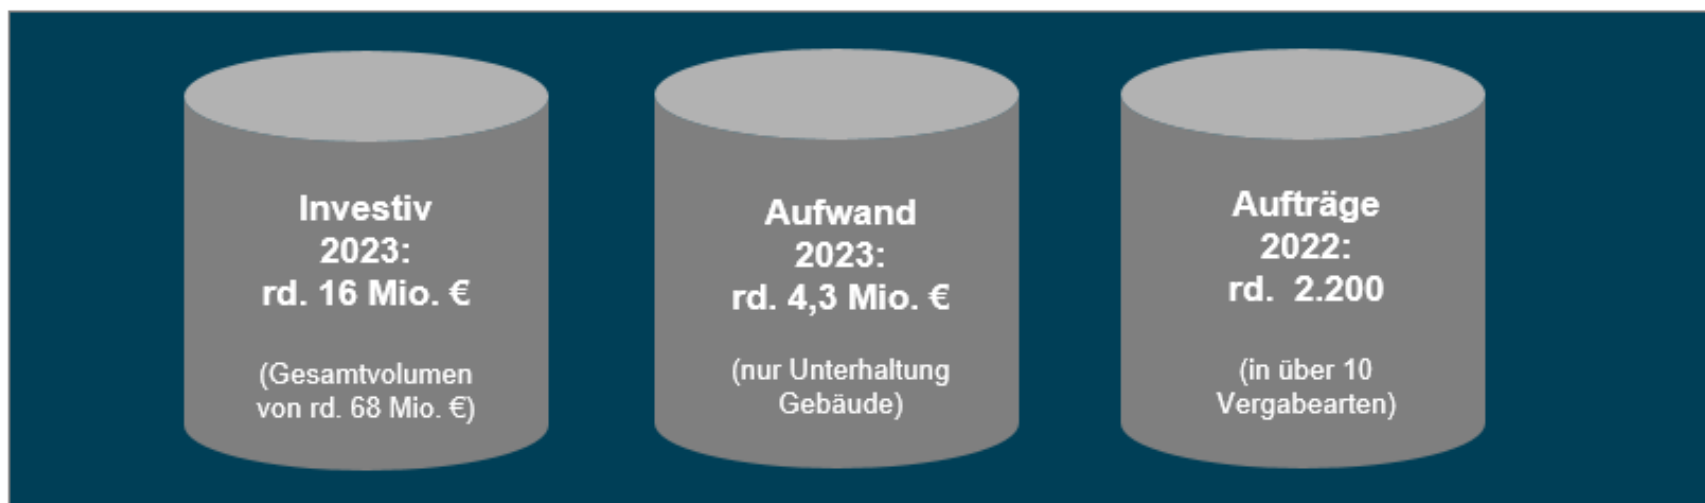 Investiv
2023:
rd. 16 Mio. €
(Gesamtvolumen
von rd. 68 Mio. €)
Aufwand
2023:
rd. 4,3 Mio. €
(nur Unterhaltung
Gebäude)
Aufträge
2022:
rd.  2.200
(in über 10
Vergabearten)